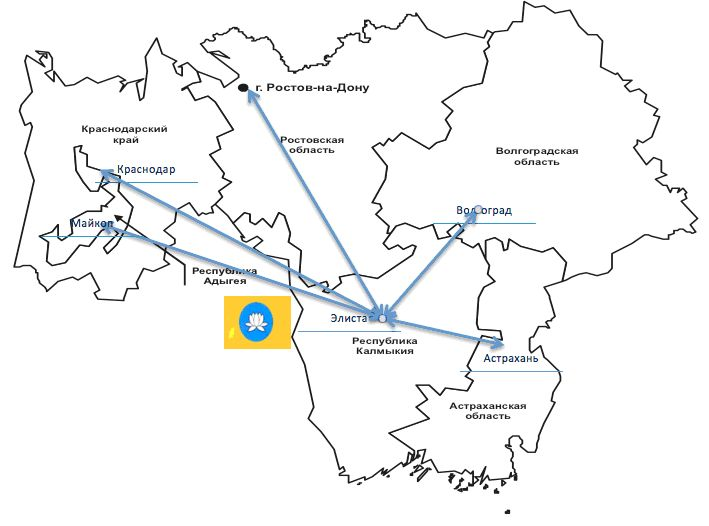 г. Ростов-на-Дону
Краснодарский
край
Ростовская
область
Волгоградская
область
Краснодар
Волгоград
Майкоп
Республика
Адыгея
Элиста
Республика
Калмыкия
Астрахань
Астраханская
область